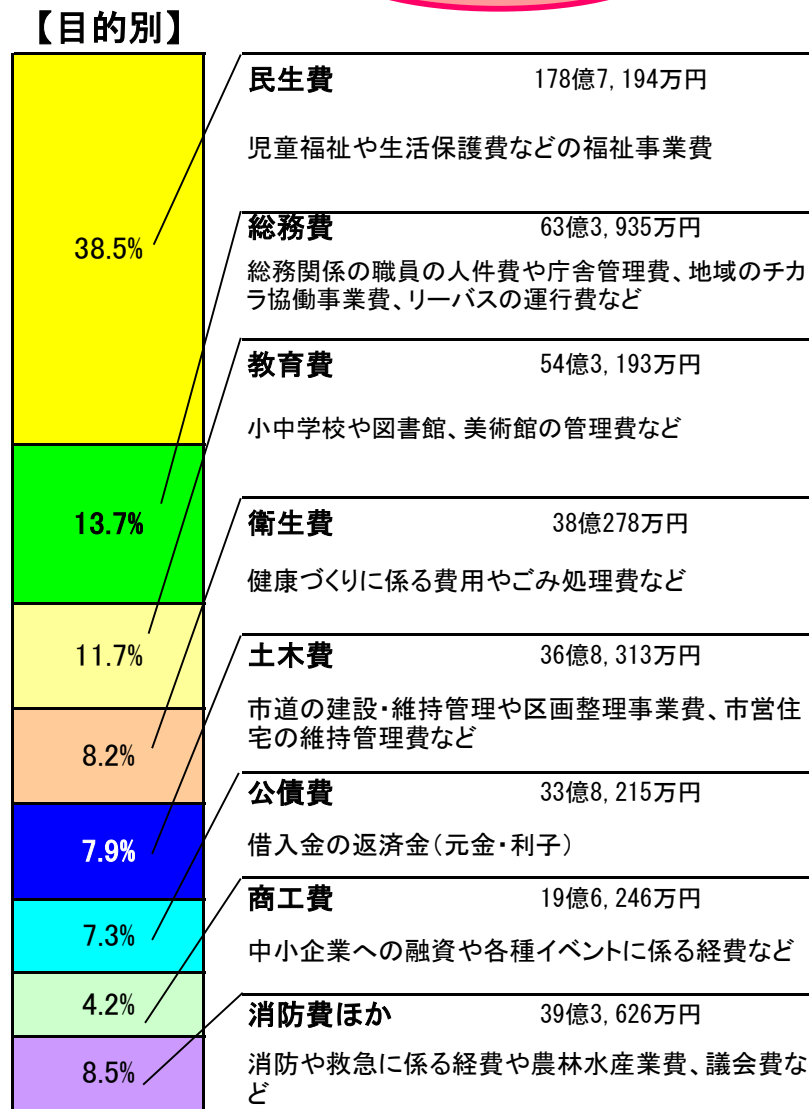 【目的別】
民生費 178億7,194万円
児童福祉や生活保護費などの福祉事業費
38.5%
総務費 63億3,935万円
総務関係の職員の人件費や庁舎管理費、地域のチカ
ラ協働事業費、リーバスの運行費など
教育費 54億3,193万円
小中学校や図書館、美術館の管理費など
13.7%
衛生費 38億278万円
健康づくりに係る費用やごみ処理費など
11.7%
土木費 36億8,313万円
市道の建設・維持管理や区画整理事業費、市営住
宅の維持管理費など
8.2%
公債費 33億8,215万円
借入金の返済金(元金・利子)
7.9%
商工費 19億6,246万円
中小企業への融資や各種イベントに係る経費など
7.3%
4.2%
消防費ほか 39億3,626万円
消防や救急に係る経費や農林水産業費、議会費な
ど
8.5%